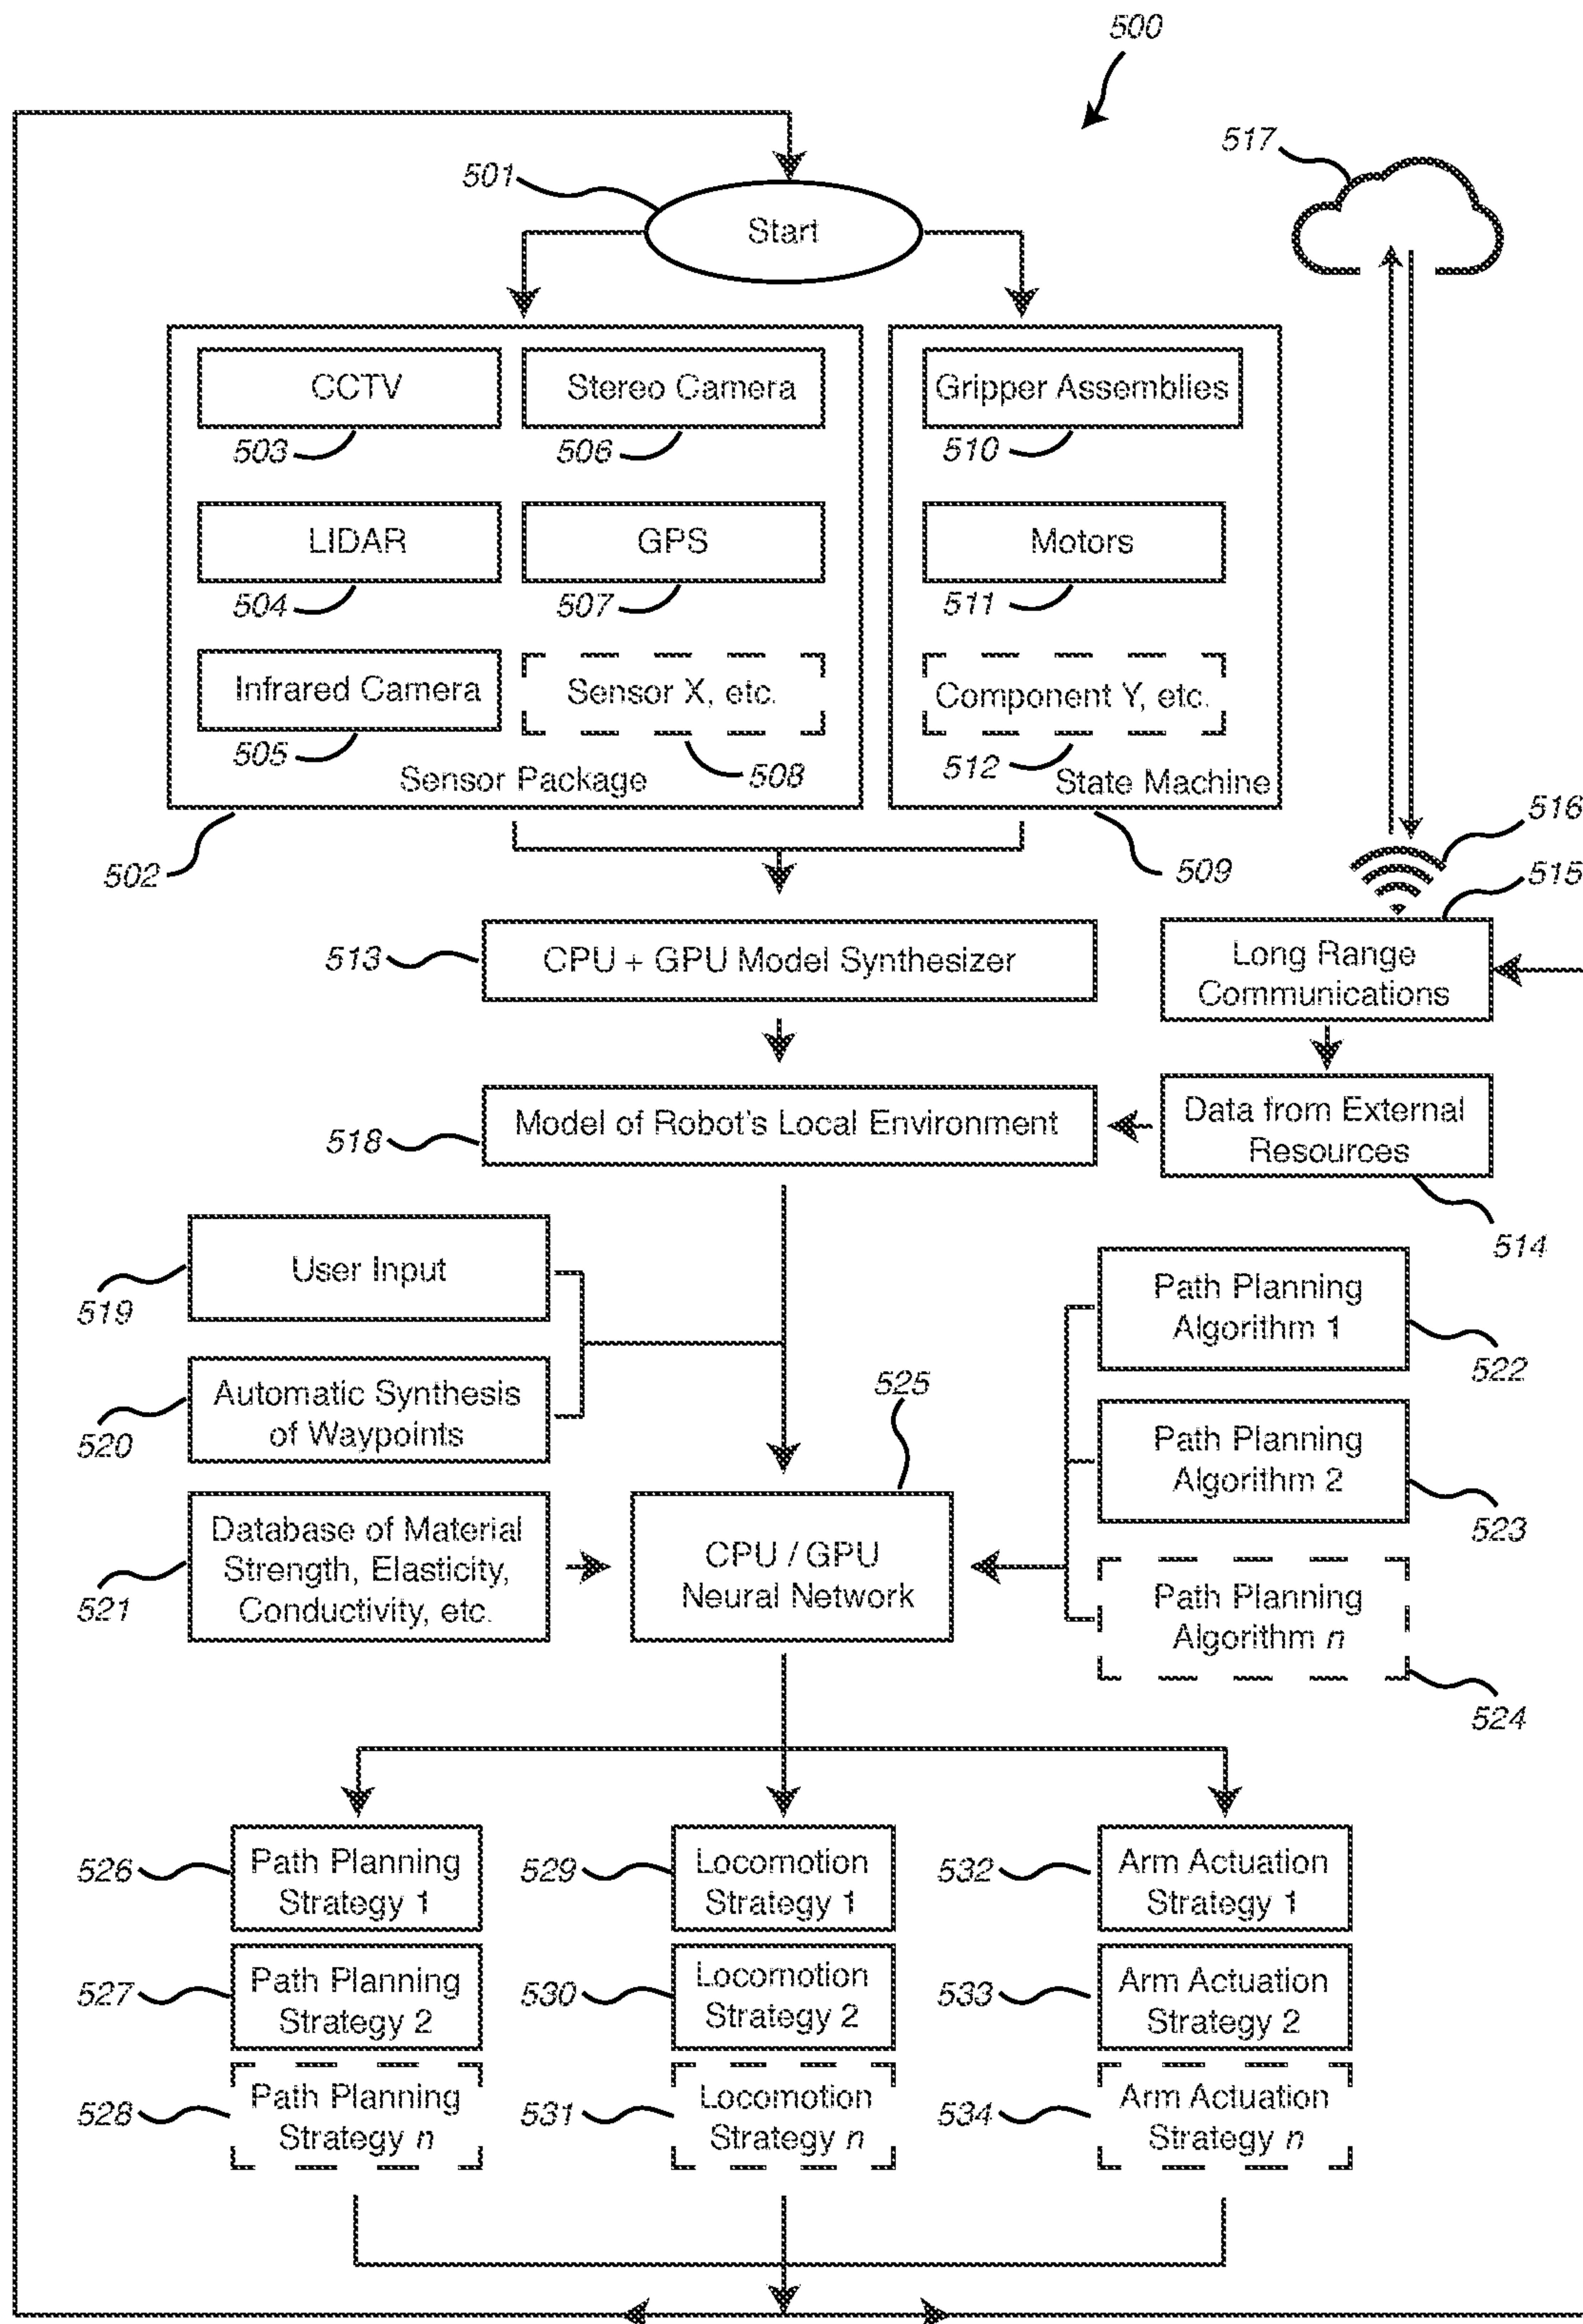 500
517
501
Start
CCTV
Stereo Camera
Gripper Assemblies
503
506
510
LIDAR
GPS
Motors
504
507
511
Infrared Camera
Sensor X, etc.
Component Y, etc.
505
508
512
Sensor Package
State Machine
502
509
516
515
513
CPU + GPU Model Synthesizer
Long Range
Communications
518
Model of Robot's Local Environment
Data from External
Resources
514
User Input
519
Path Planning
Algorithm 1
522
Automatic Synthesis
of Waypoints
520
525
Path Planning
Algorithm 2
523
Database of Material
Strength, Elasticity,
Conductivity, etc.
521
CPU / GPU
Neural Network
Path Planning
Algorithm n
524
526
Path Planning
Strategy 1
529
Locomotion
Strategy 1
532
Arm Actuation
Strategy 1
527
Path Planning
Strategy 2
530
Locomotion
Strategy 2
533
Arm Actuation
Strategy 2
528
Path Planning
Strategy n
531
Locomotion
Strategy n
534
Arm Actuation
Strategy n